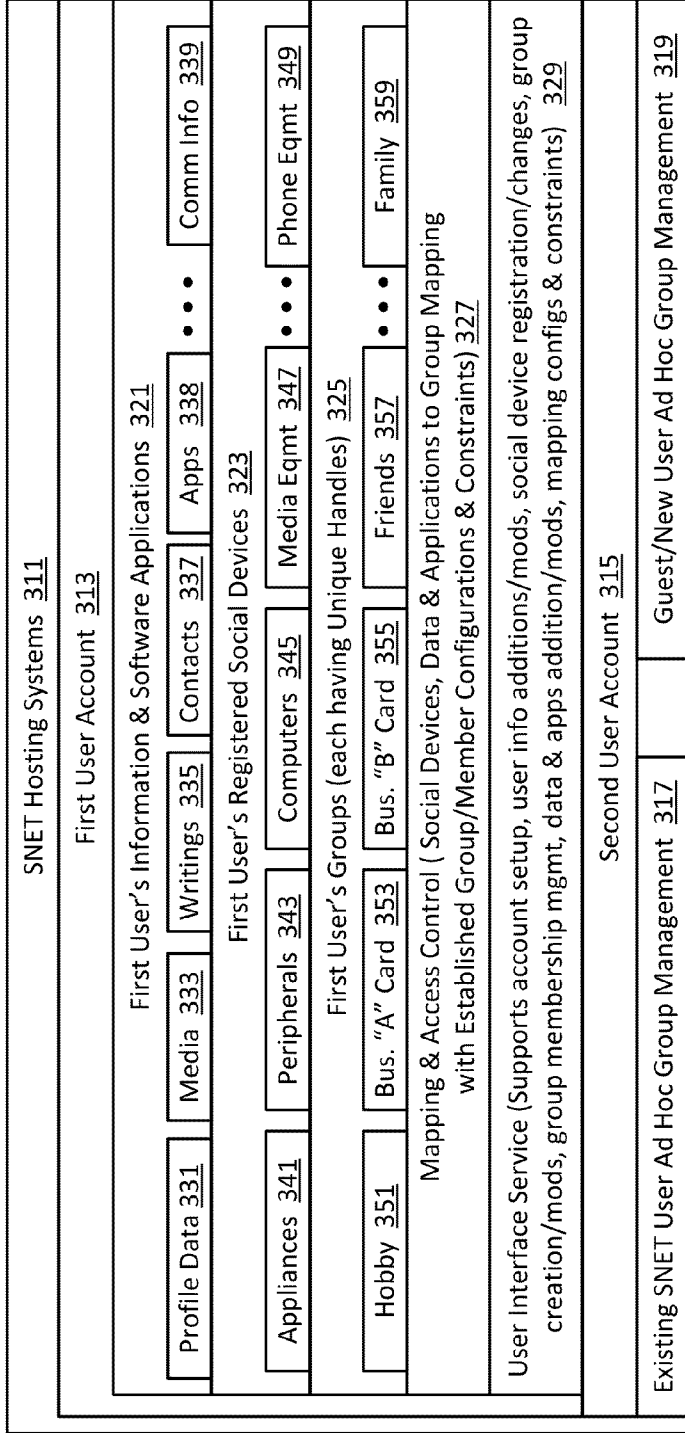 SNET Hosting Systems 311
First User Account 313
First User's Information & Software Applications 321
Profile Data 331
Media 333
Writings 335
Contacts 337
Apps 338
• • •
Comm Info 339
First User's Registered Social Devices 323
Appliances 341
Peripherals 343
Computers 345
Media Eqmt 347
• • •
Phone Eqmt 349
First User's Groups (each having Unique Handles) 325
Hobby 351
Bus. "A" Card 353
Bus. "B" Card 355
Friends 357
• • •
Family 359
Mapping & Access Control ( Social Devices, Data & Applications to Group Mapping
with Established Group/Member Configurations & Constraints) 327
User Interface Service (Supports account setup, user info additions/mods, social device registration/changes, group
creation/mods, group membership mgmt, data & apps addition/mods, mapping configs & constraints) 329
Second User Account 315
Existing SNET User Ad Hoc Group Management 317
Guest/New User Ad Hoc Group Management 319